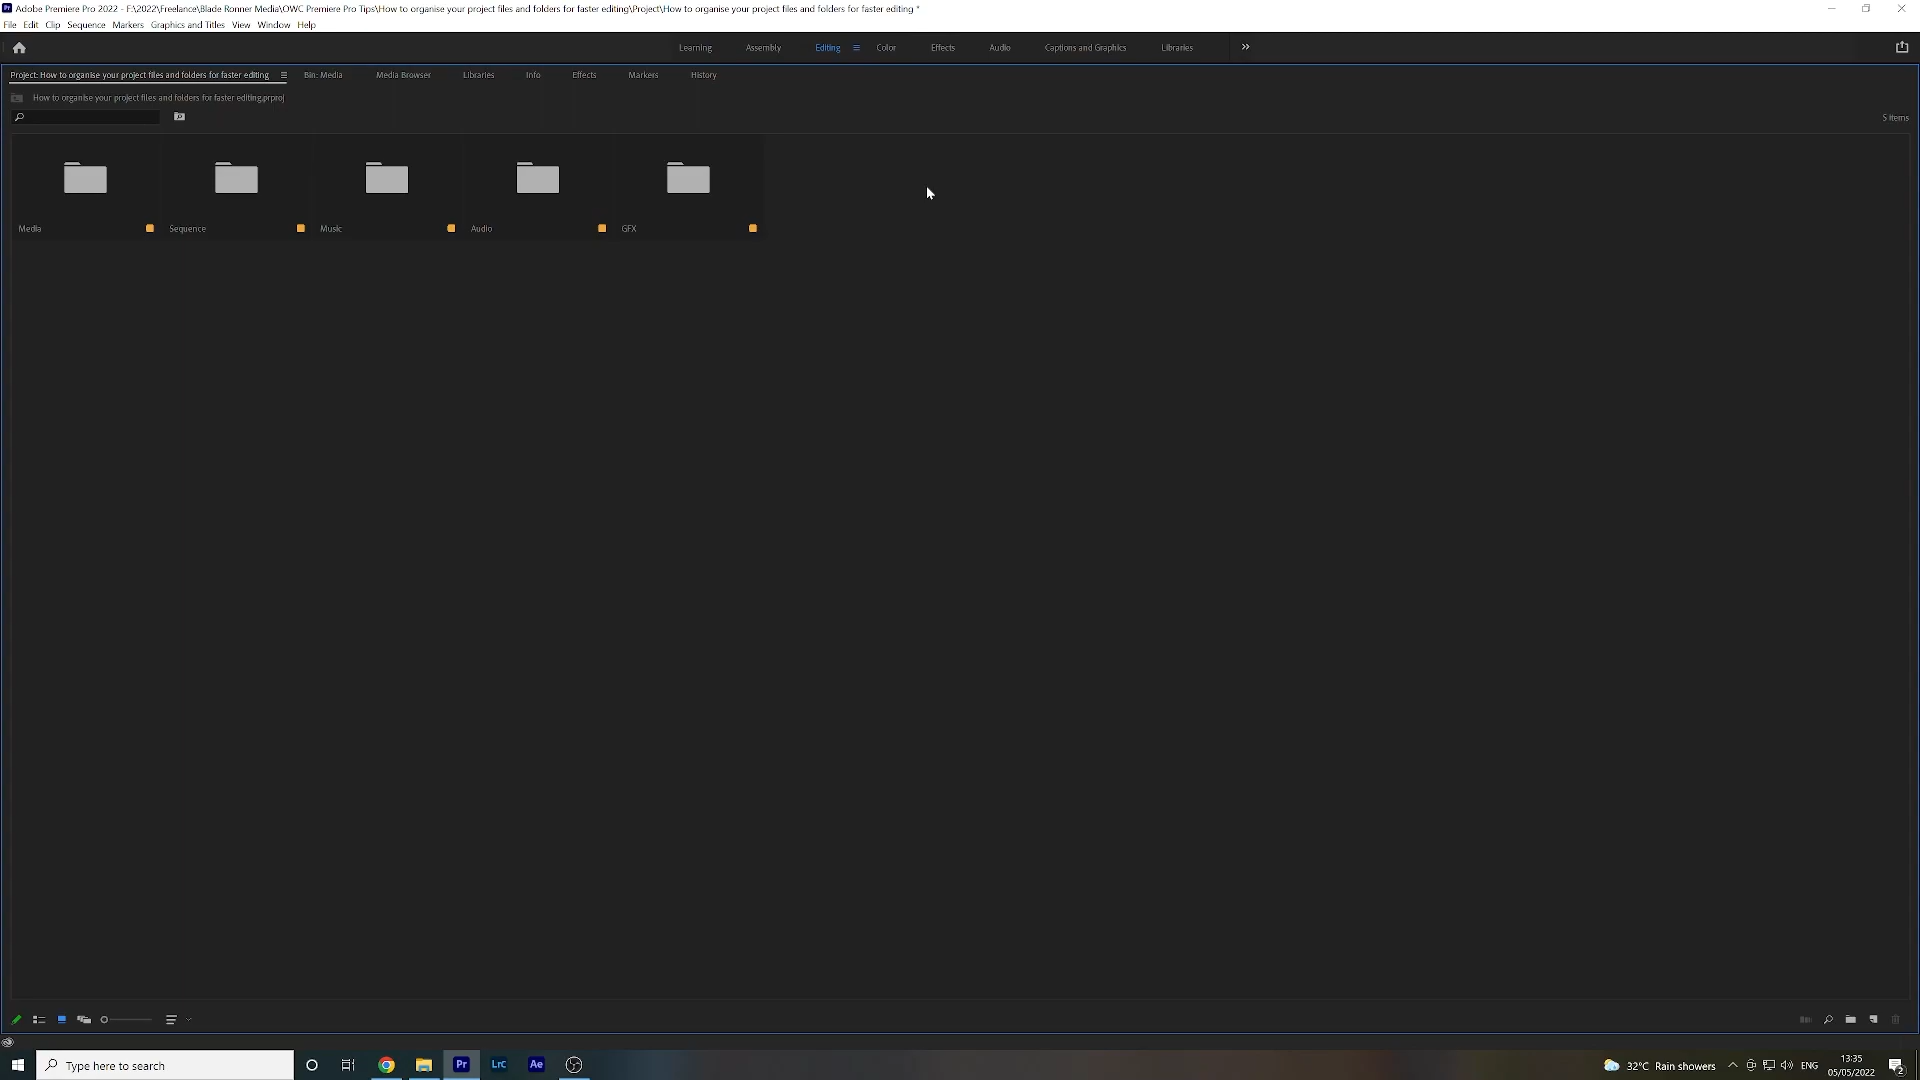 Pr Adobe Premiere Pro 2022 - F:\2022\Freelance\Blade Ronner Media\OWC Premiere Pro Tips\How to organise your project files and folders for faster editing\Project\How to organise your project files and folders for faster editing *
File Edit Clip Sequence Markers Graphics and Titles View Window Help
Learning Assembly Editing Color Effects Audio Captions and Graphics Libraries
Project: How to organise your project files and folders for faster editing Bin: Media Media Browser Libraries Info Effects Markers History
How to organise your project files and folders for faster editing.prproj
5 Items
Media Sequence Music Audio GFX
Type here to search Pr LrC Ae 32°C Rain showers ENG 13:35
05/05/2022 2